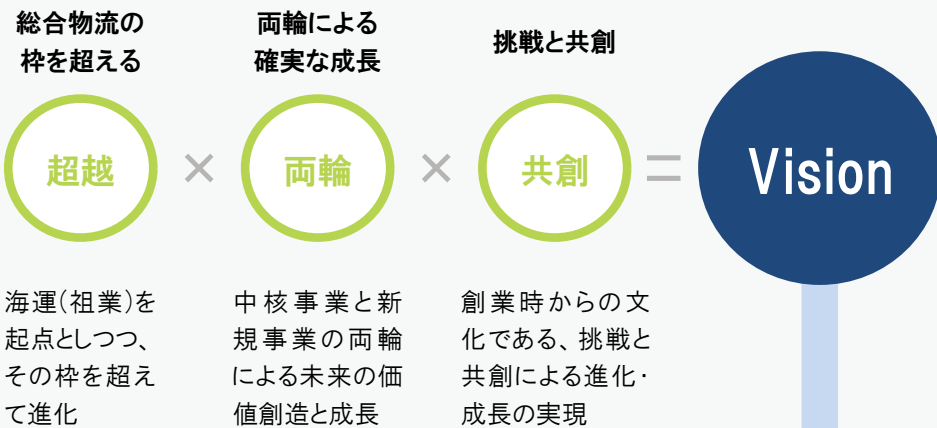 総合物流の
枠を超える
両輪による
確実な成長
挑戦と共創
超越
×
両輪
×
共創
=
Vision
海運(祖業)を
起点としつつ、
その枠を超え
て進化
中核事業と新
規事業の両輪
による未来の価
値創造と成長
創業時からの文
化である、挑戦と
共創による進化・
成長の実現